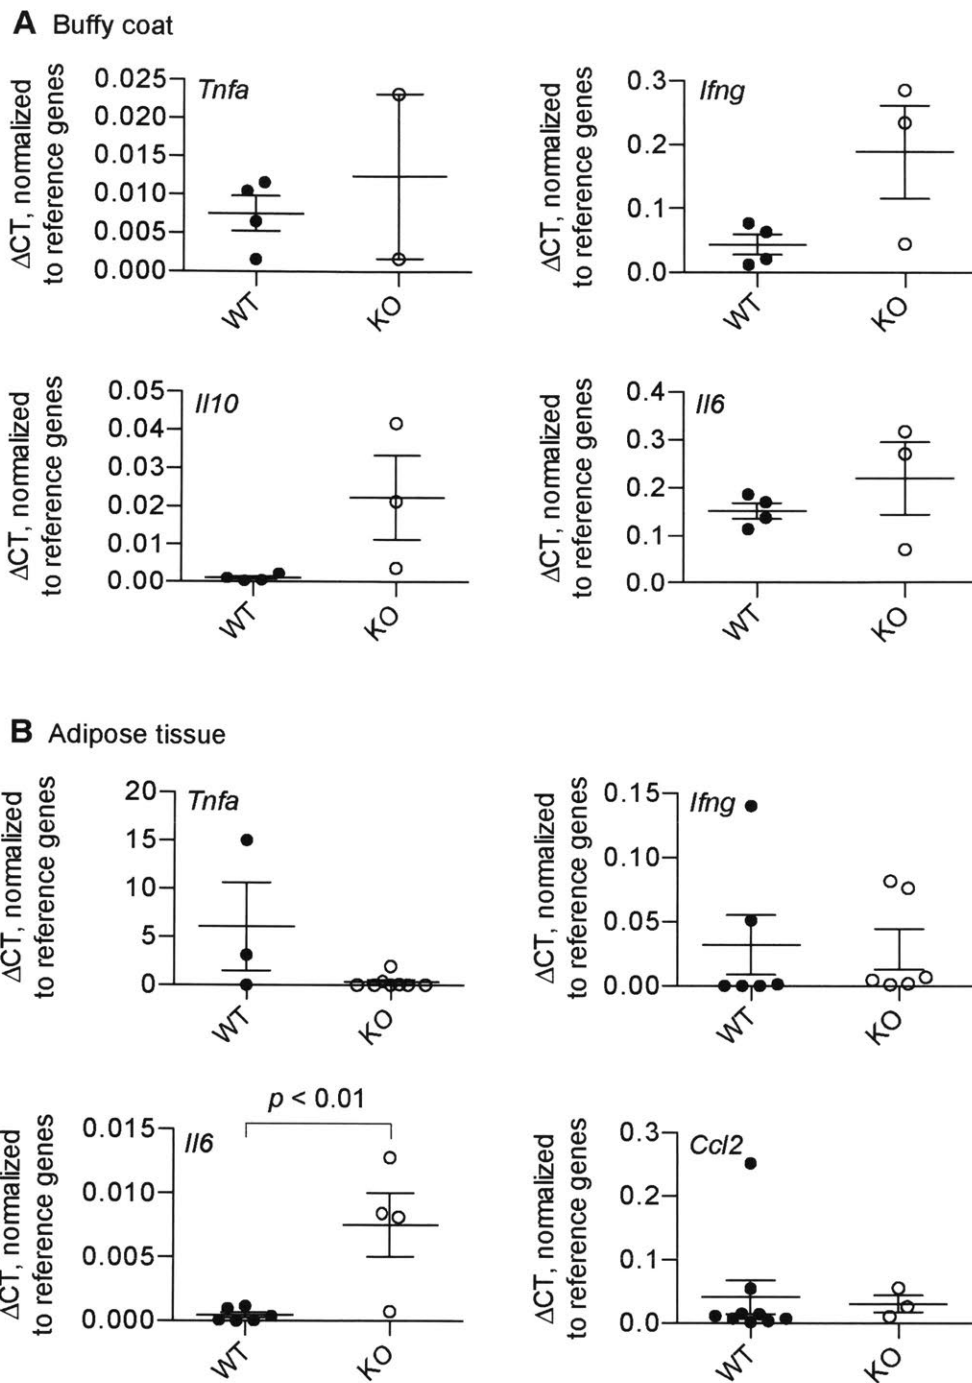 A Buffy coat
ΔCT, normalized
to reference genes
0.025
0.020
0.015
0.010
0.005
0.000
Tnfa
WT
KO
ΔCT, normalized
to reference genes
0.3
0.2
0.1
0.0
Ifng
WT
KO
ΔCT, normalized
to reference genes
0.05
0.04
0.03
0.02
0.01
0.00
Il10
WT
KO
ΔCT, normalized
to reference genes
0.4
0.3
0.2
0.1
0.0
Il6
WT
KO
B Adipose tissue
ΔCT, normalized
to reference genes
20
15
10
5
0
Tnfa
WT
KO
ΔCT, normalized
to reference genes
0.15
0.10
0.05
0.00
Ifng
WT
KO
ΔCT, normalized
to reference genes
0.015
0.010
0.005
0.000
Il6
p < 0.01
WT
KO
ΔCT, normalized
to reference genes
0.3
0.2
0.1
0.0
Ccl2
WT
KO